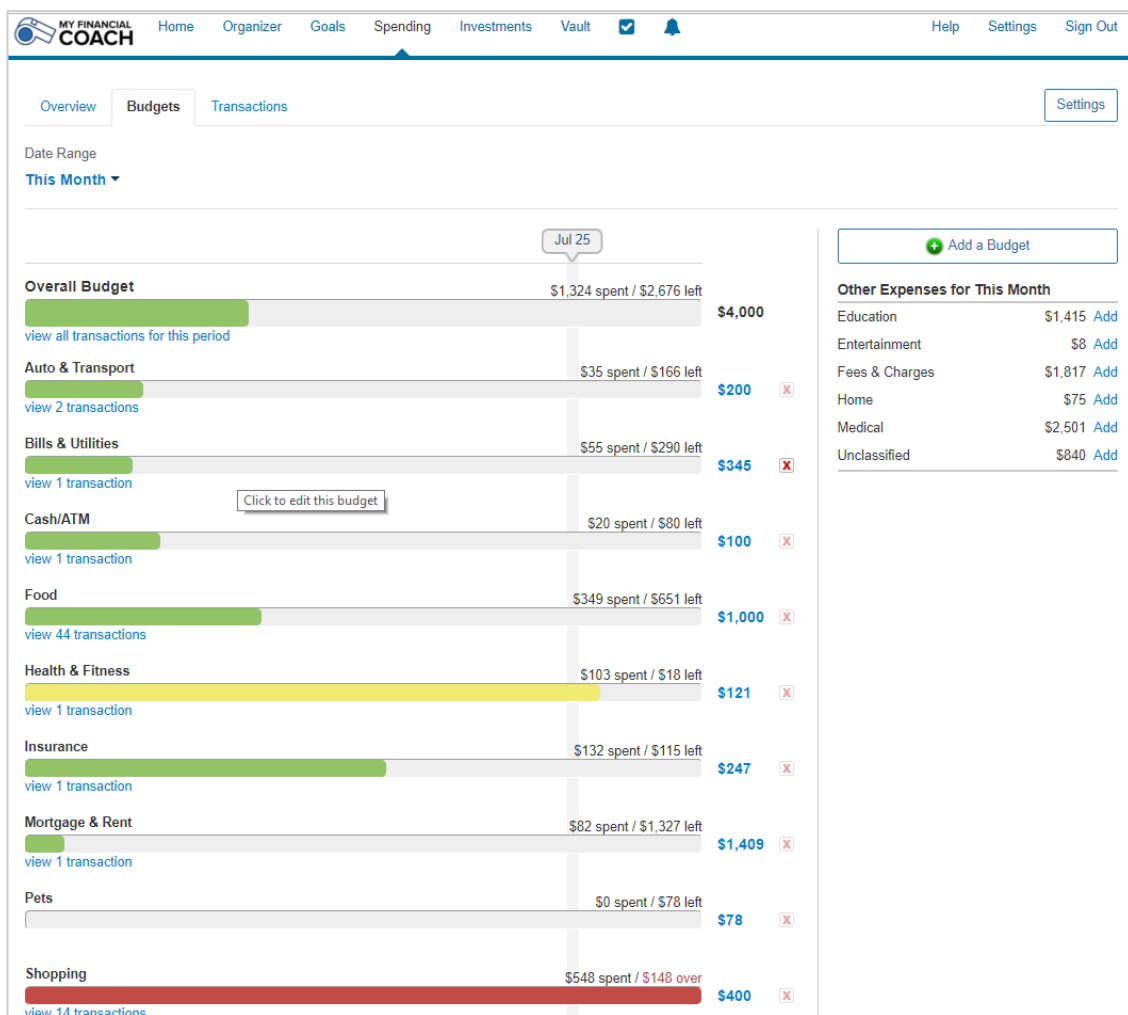 MY FINANCIAL
COACH
Home Organizer Goals Spending Investments Vault Help Settings Sign Out
Overview Budgets Transactions Settings
Date Range
This Month
Jul 25
Overall Budget $1,324 spent / $2,676 left
$4,000
view all transactions for this period
Auto & Transport $35 spent / $166 left
$200 X
view 2 transactions
Bills & Utilities $55 spent / $290 left
$345 X
view 1 transaction
Click to edit this budget
Cash/ATM $20 spent / $80 left
$100 X
view 1 transaction
Food $349 spent / $651 left
$1,000 X
view 44 transactions
Health & Fitness $103 spent / $18 left
$121 X
view 1 transaction
Insurance $132 spent / $115 left
$247 X
view 1 transaction
Mortgage & Rent $82 spent / $1,327 left
$1,409 X
view 1 transaction
Pets $0 spent / $78 left
$78 X
Shopping $548 spent / $148 over
$400 X
view 14 transactions
Add a Budget
Other Expenses for This Month
Education $1,415 Add
Entertainment $8 Add
Fees & Charges $1,817 Add
Home $75 Add
Medical $2,501 Add
Unclassified $840 Add